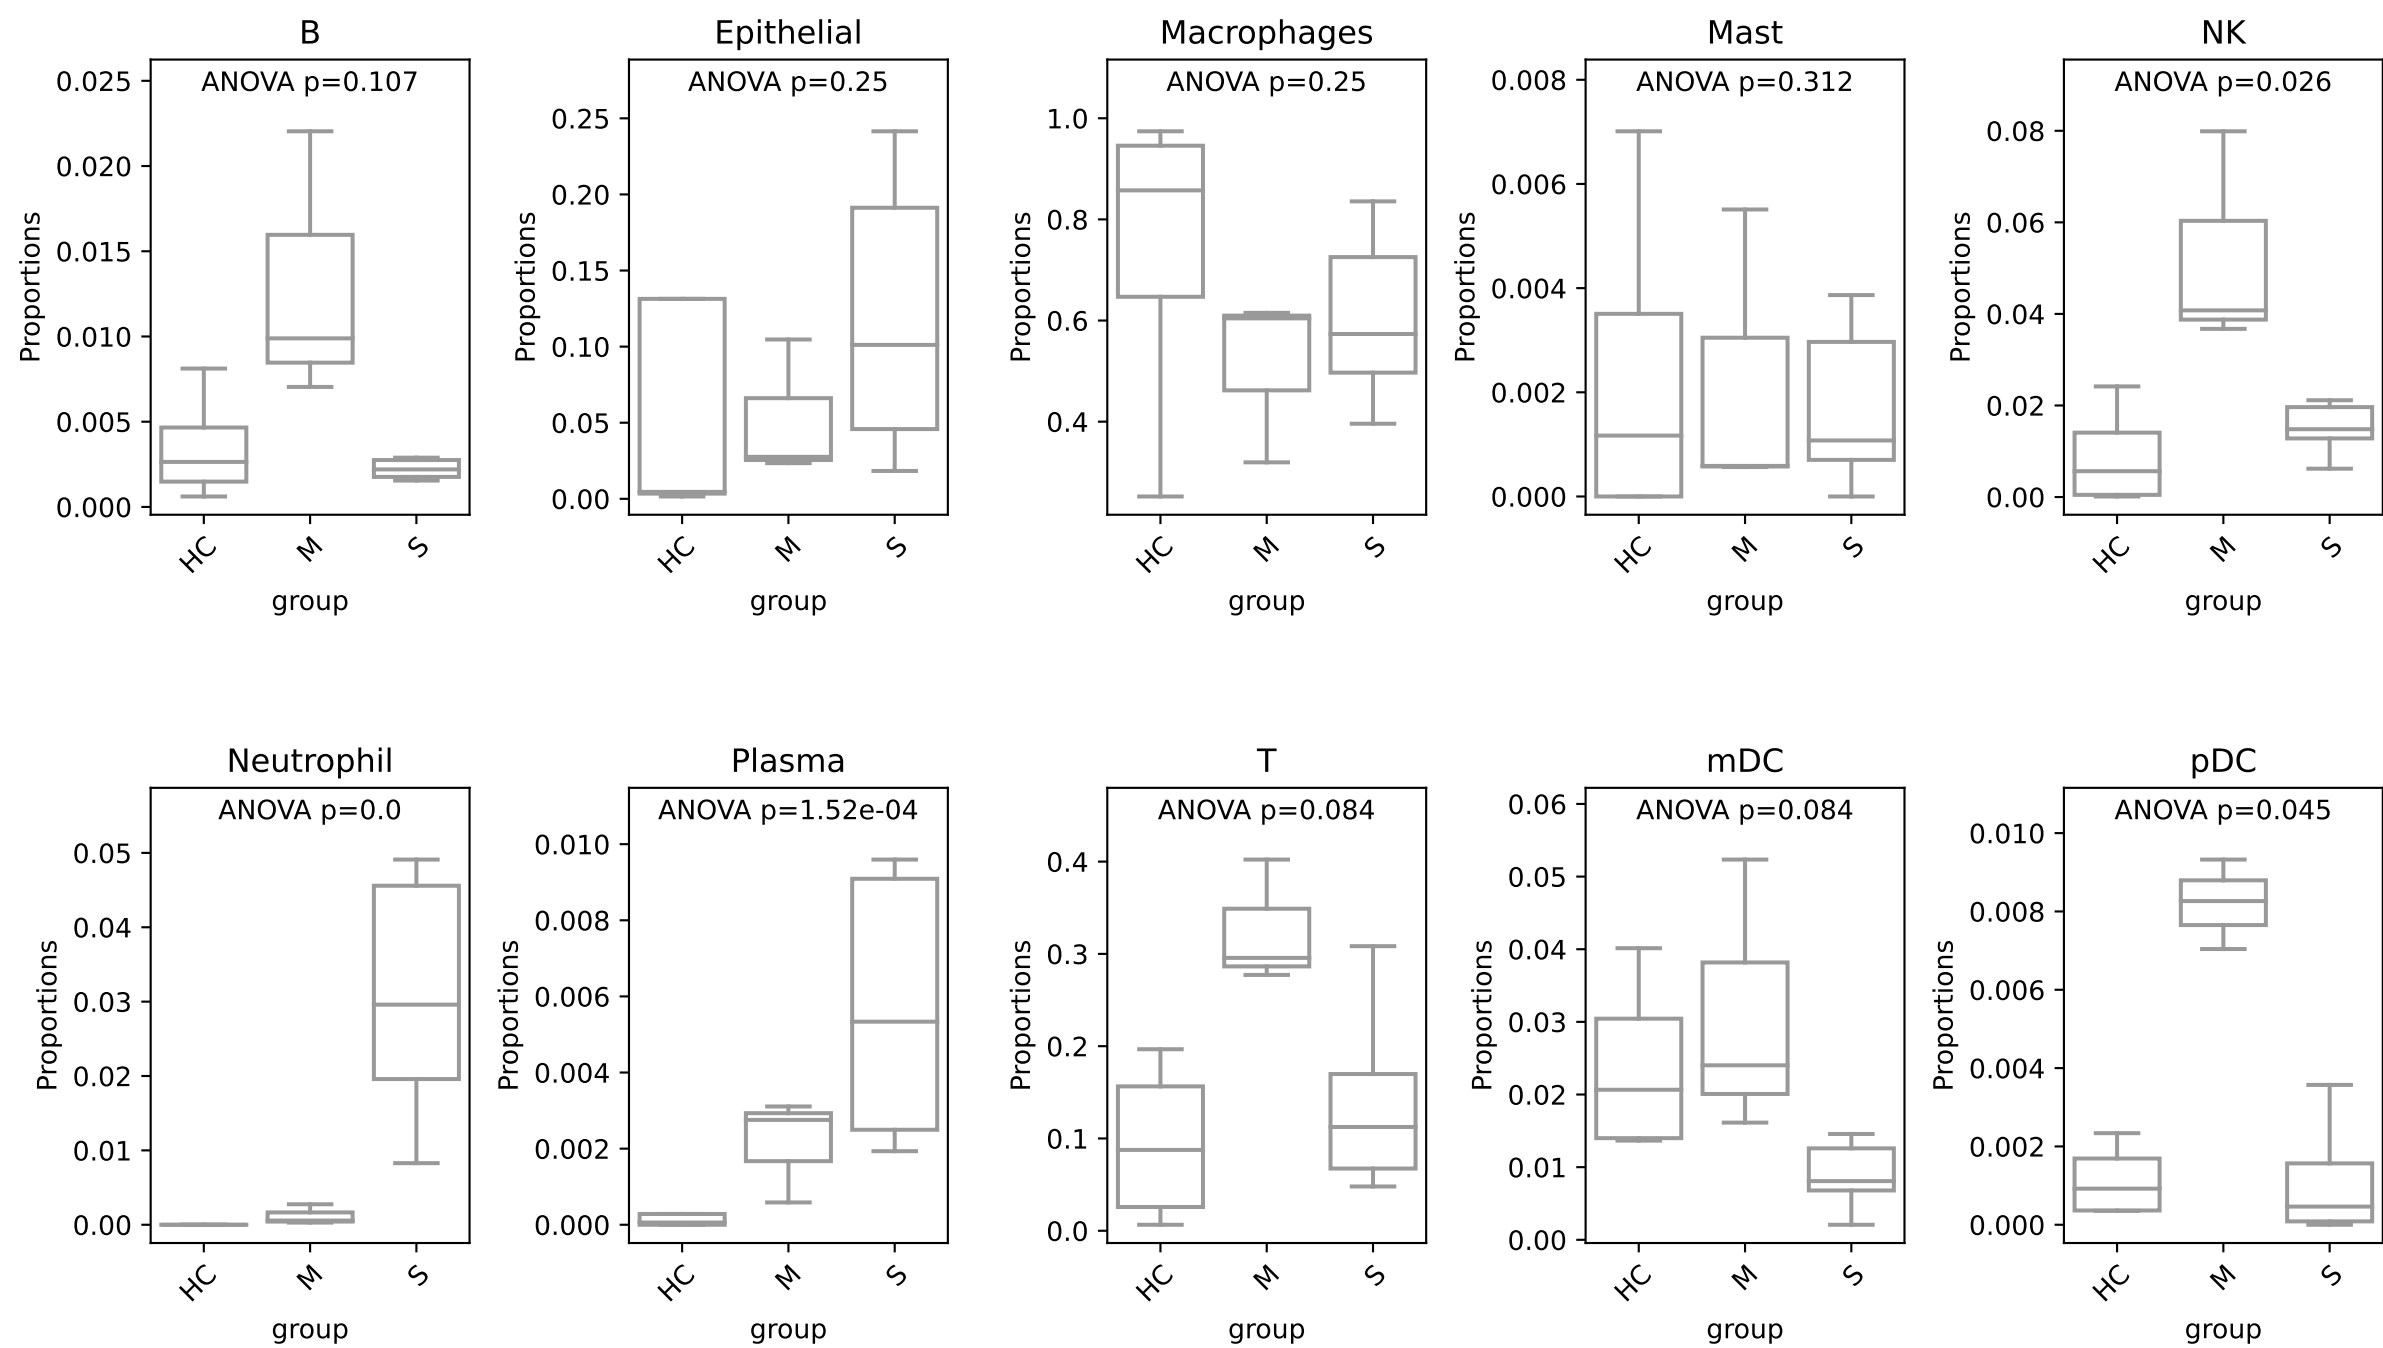 B
ANOVA p=0.107
Proportions
0.025
0.020
0.015
0.010
0.005
0.000
HC
M
S
group
Epithelial
ANOVA p=0.25
Proportions
0.25
0.20
0.15
0.10
0.05
0.00
HC
M
S
group
Macrophages
ANOVA p=0.25
Proportions
1.0
0.8
0.6
0.4
HC
M
S
group
Mast
ANOVA p=0.312
Proportions
0.008
0.006
0.004
0.002
0.000
HC
M
S
group
NK
ANOVA p=0.026
Proportions
0.08
0.06
0.04
0.02
0.00
HC
M
S
group
Neutrophil
ANOVA p=0.0
Proportions
0.05
0.04
0.03
0.02
0.01
0.00
HC
M
S
group
Plasma
ANOVA p=1.52e-04
Proportions
0.010
0.008
0.006
0.004
0.002
0.000
HC
M
S
group
T
ANOVA p=0.084
Proportions
0.4
0.3
0.2
0.1
0.0
HC
M
S
group
mDC
ANOVA p=0.084
Proportions
0.06
0.05
0.04
0.03
0.02
0.01
0.00
HC
M
S
group
pDC
ANOVA p=0.045
Proportions
0.010
0.008
0.006
0.004
0.002
0.000
HC
M
S
group